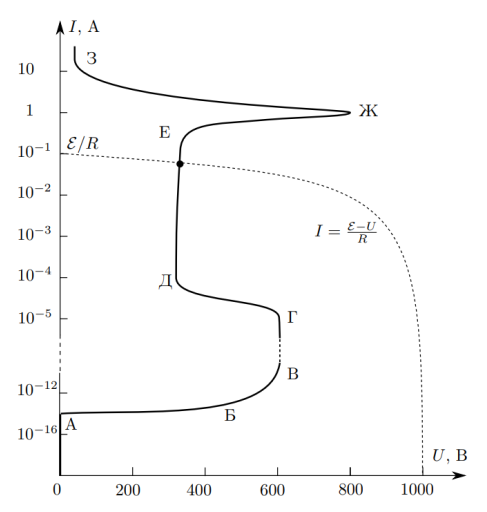 I, А
З
10
1
Ж
Е
ℰ/R
10⁻¹
10⁻²
I = (ℰ−U)/R
10⁻³
10⁻⁴
Д
10⁻⁵
Г
В
10⁻¹²
Б
А
10⁻¹⁶
U, В
0 200 400 600 800 1000